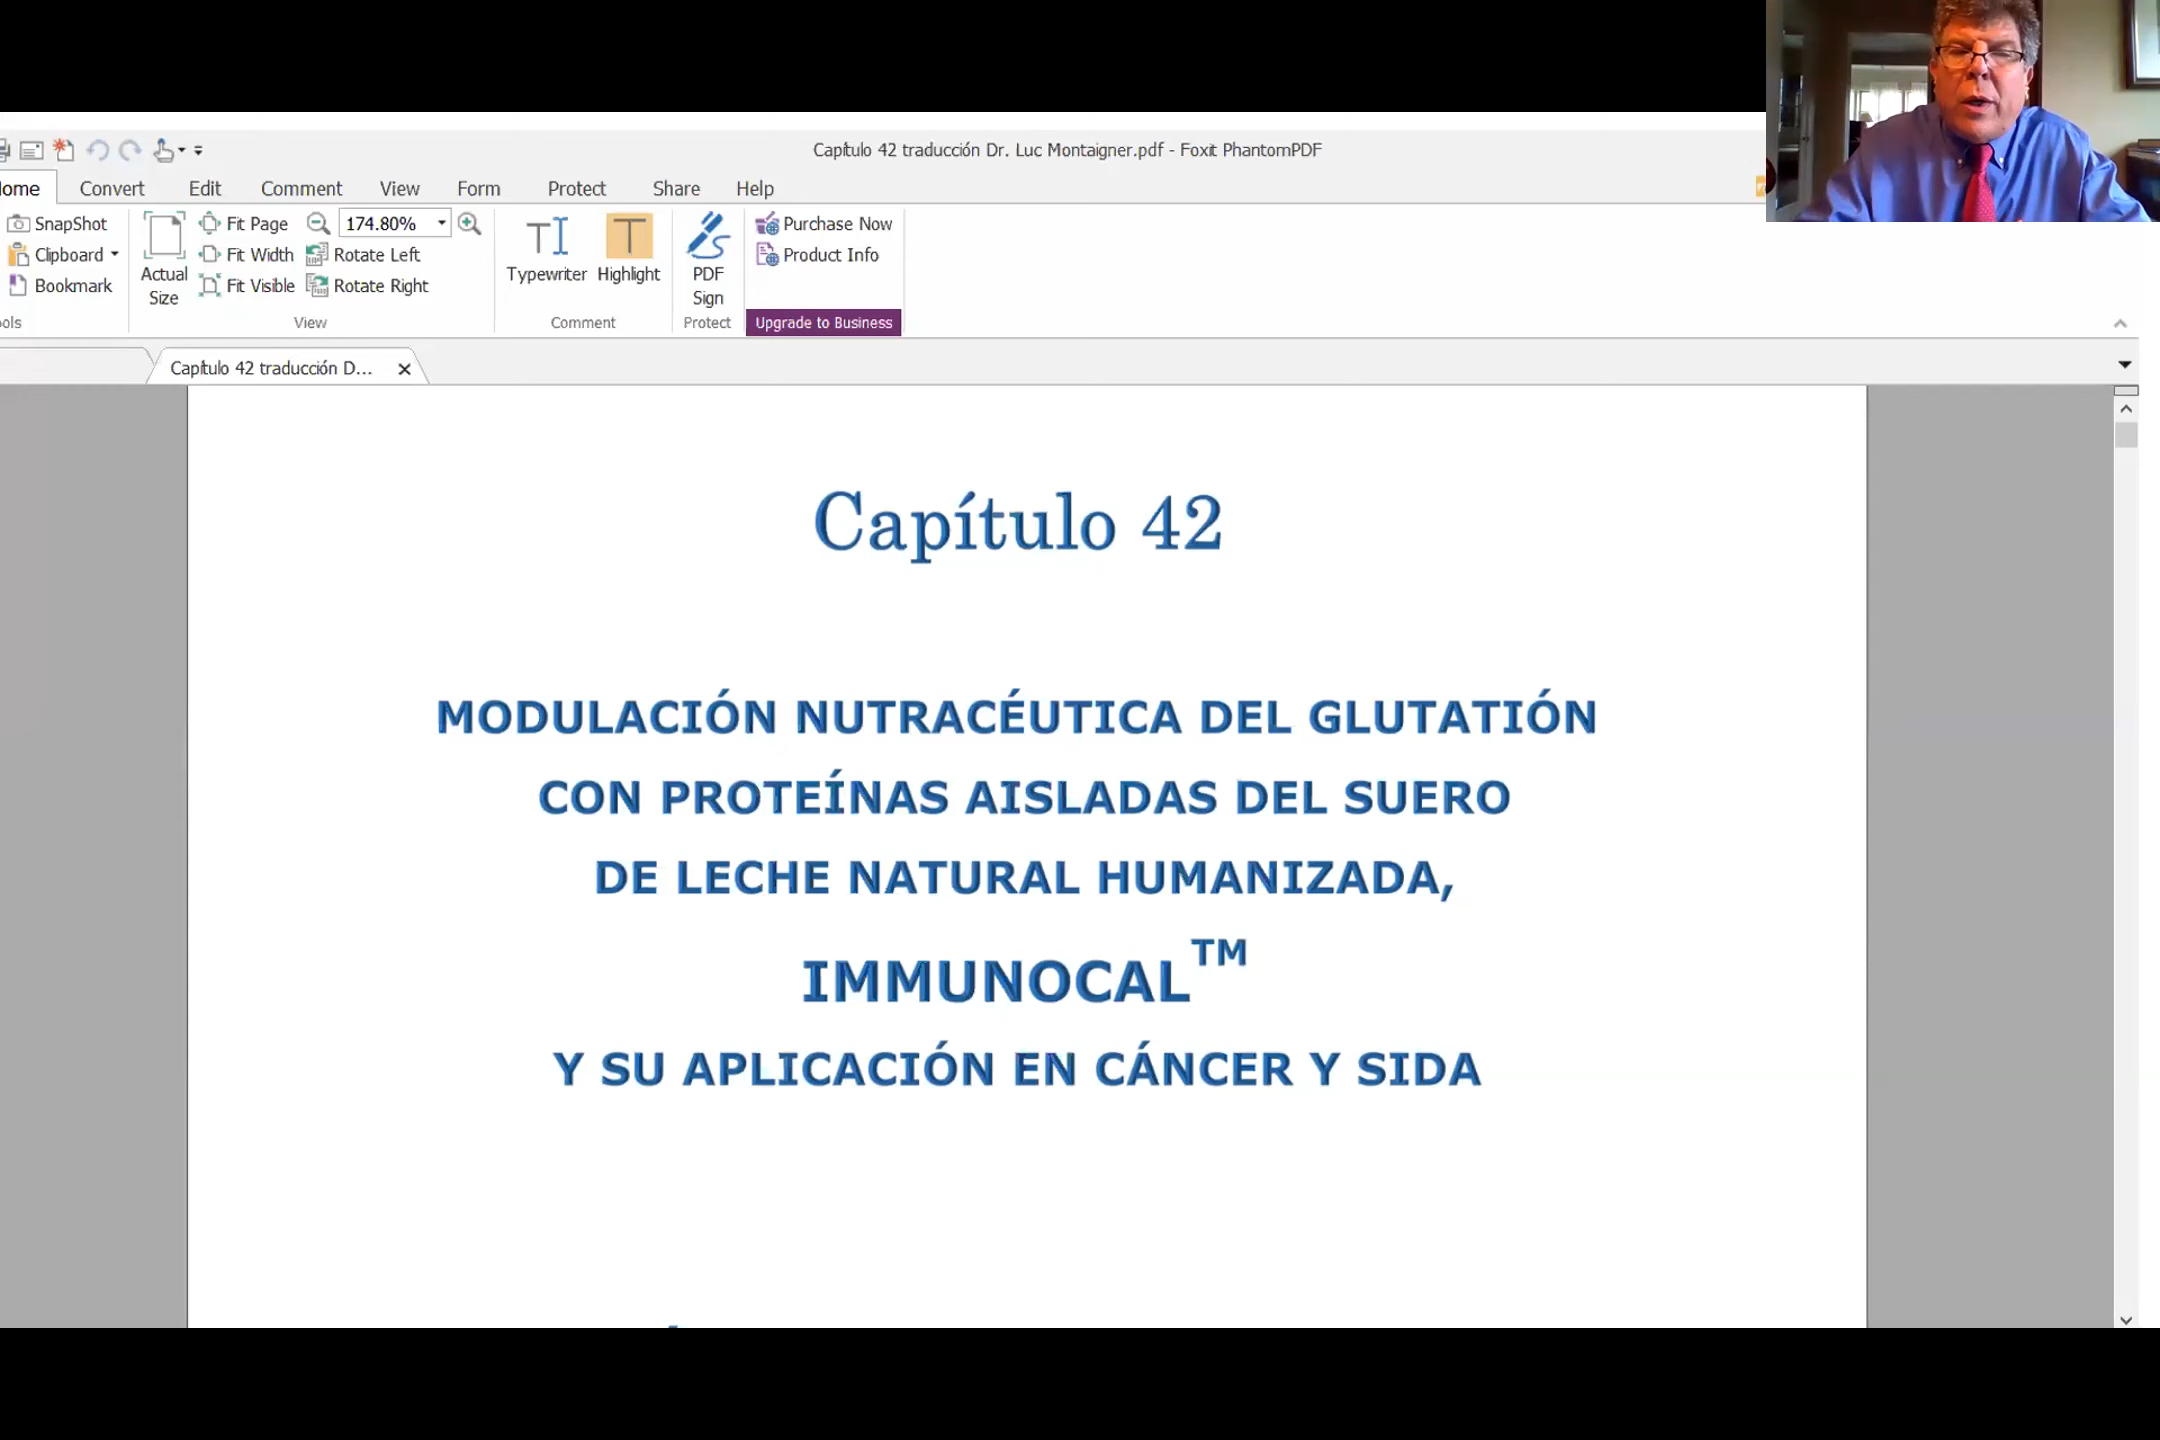 Capítulo 42 traducción Dr. Luc Montaigner.pdf - Foxit PhantomPDF
Convert Edit Comment View Form Protect Share Help
SnapShot
Clipboard
Bookmark
Actual
Size
Fit Page
Fit Width
Fit Visible
174.80%
Rotate Left
Rotate Right
View
Typewriter
Highlight
Comment
PDF
Sign
Protect
Purchase Now
Product Info
Upgrade to Business
Capítulo 42 traducción D...
Capítulo 42
MODULACIÓN NUTRACÉUTICA DEL GLUTATIÓN
CON PROTEÍNAS AISLADAS DEL SUERO
DE LECHE NATURAL HUMANIZADA,
IMMUNOCAL™
Y SU APLICACIÓN EN CÁNCER Y SIDA